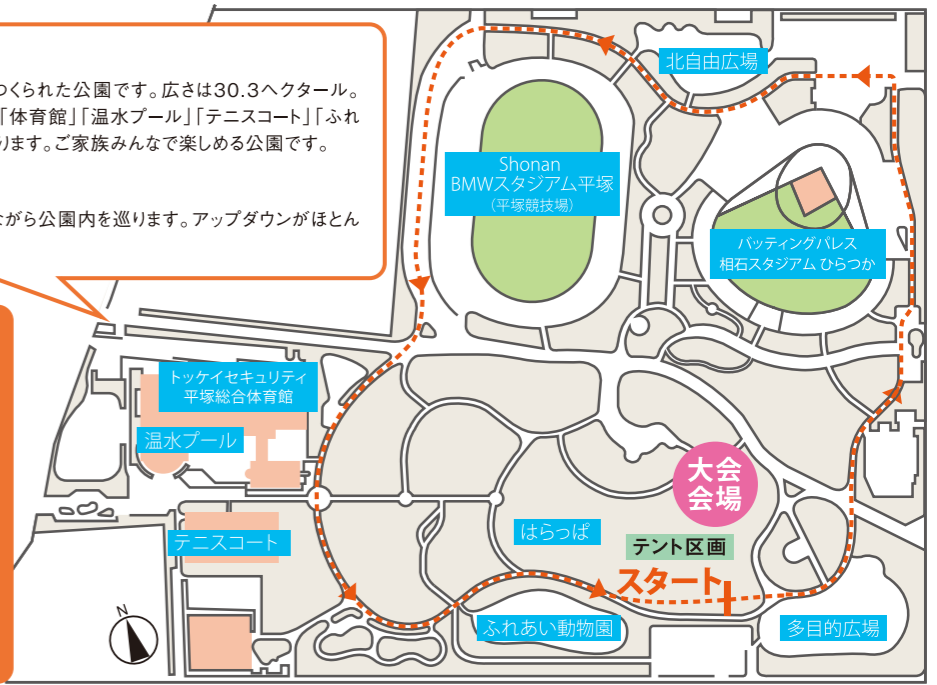 つくられた公園です。広さは30.3ヘクタール。
「体育館」「温水プール」「テニスコート」「ふれ
ります。ご家族みんなで楽しめる公園です。
ながら公園内を巡ります。アップダウンがほとん
北自由広場
Shonan
BMWスタジアム平塚
(平塚競技場)
バッティングパレス
相石スタジアム ひらつか
トッケイセキュリティ
平塚総合体育館
温水プール
大会
会場
はらっぱ
テニスコート
テント区画
スタート
ふれあい動物園
多目的広場
N